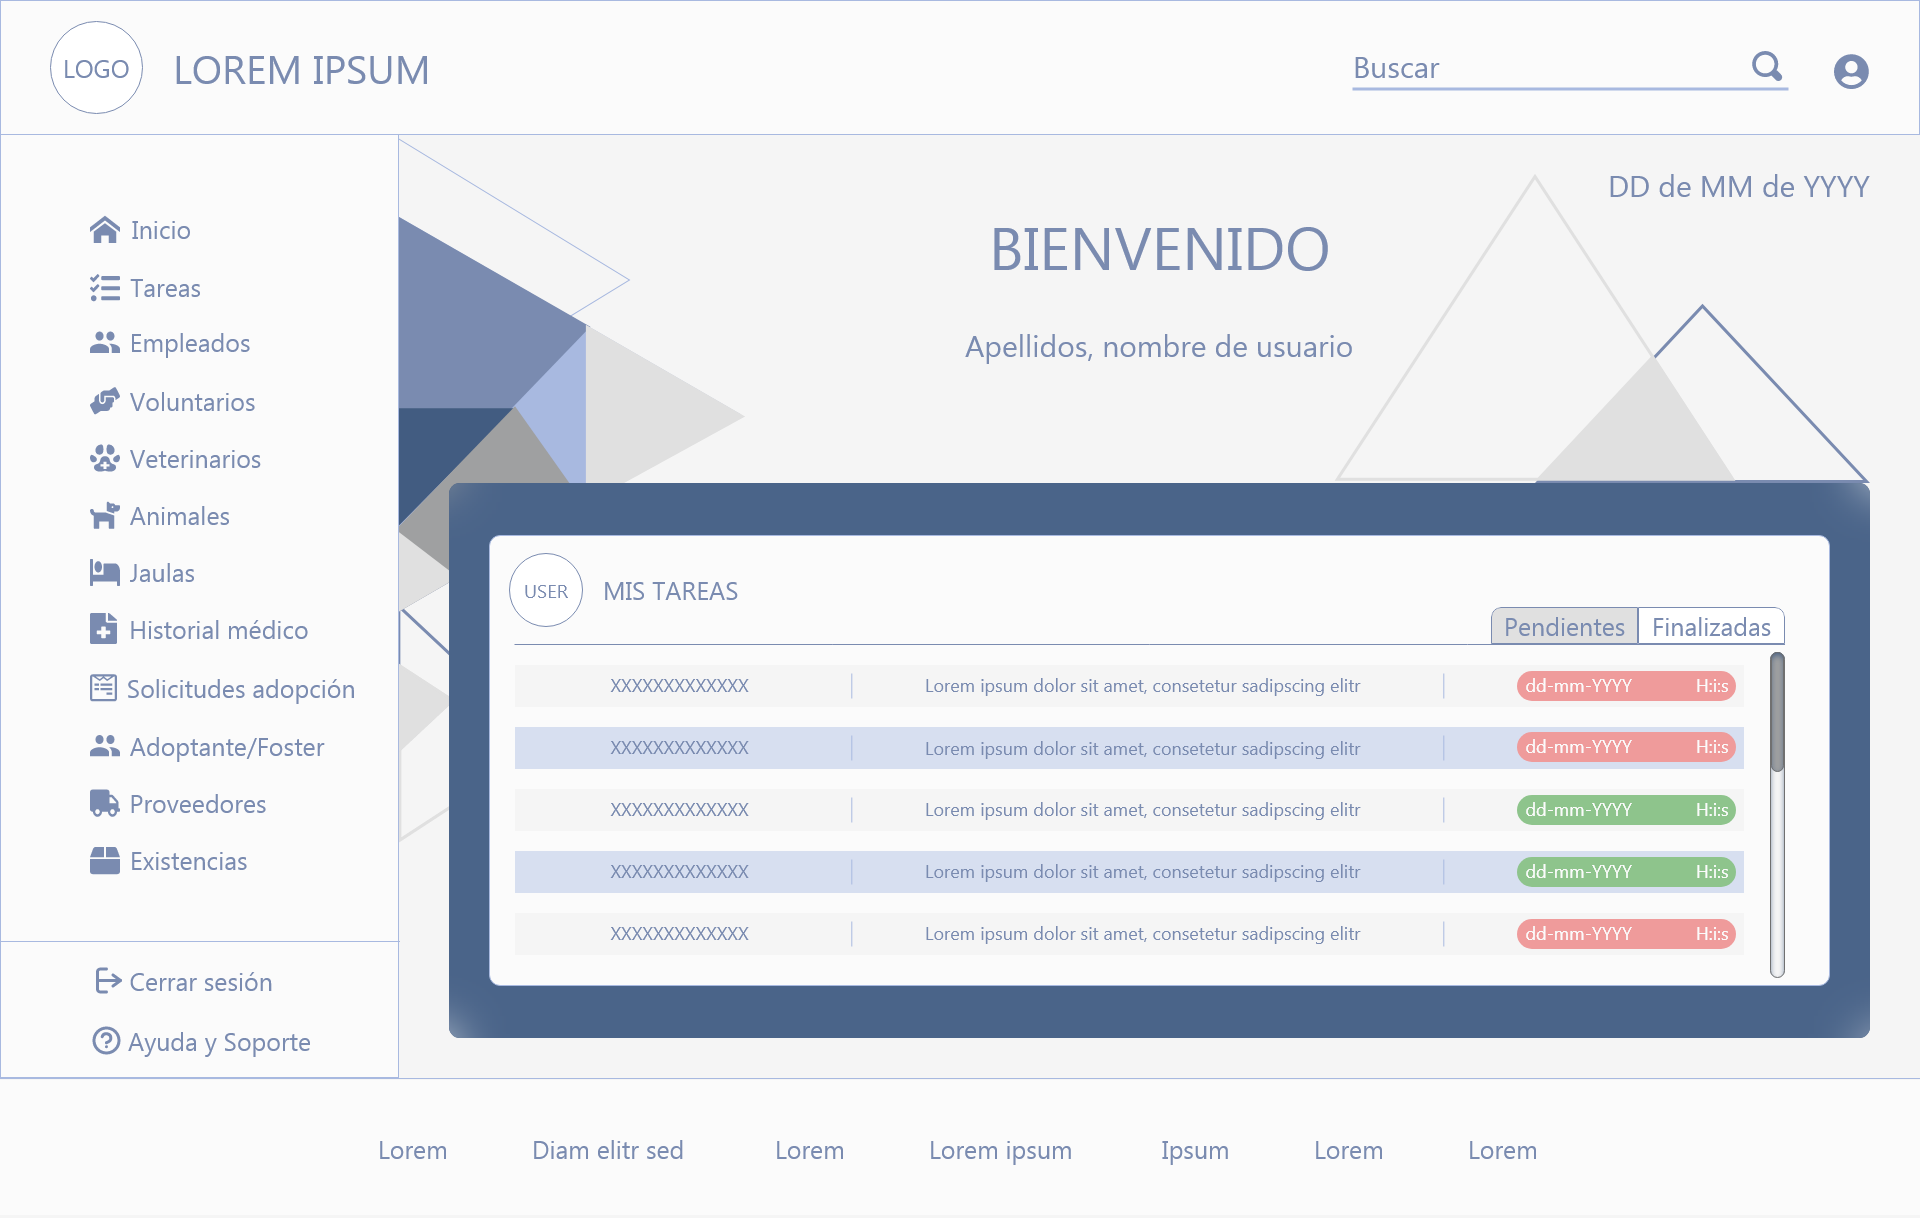 LOGO
LOREM IPSUM
Buscar
DD de MM de YYYY
BIENVENIDO
Apellidos, nombre de usuario
Inicio
Tareas
Empleados
Voluntarios
Veterinarios
Animales
Jaulas
Historial médico
Solicitudes adopción
Adoptante/Foster
Proveedores
Existencias
Cerrar sesión
Ayuda y Soporte
USER
MIS TAREAS
Pendientes
Finalizadas
XXXXXXXXXXXXX Lorem ipsum dolor sit amet, consetetur sadipscing elitr dd-mm-YYYY H:i:s
XXXXXXXXXXXXX Lorem ipsum dolor sit amet, consetetur sadipscing elitr dd-mm-YYYY H:i:s
XXXXXXXXXXXXX Lorem ipsum dolor sit amet, consetetur sadipscing elitr dd-mm-YYYY H:i:s
XXXXXXXXXXXXX Lorem ipsum dolor sit amet, consetetur sadipscing elitr dd-mm-YYYY H:i:s
XXXXXXXXXXXXX Lorem ipsum dolor sit amet, consetetur sadipscing elitr dd-mm-YYYY H:i:s
Lorem Diam elitr sed Lorem Lorem ipsum Ipsum Lorem Lorem